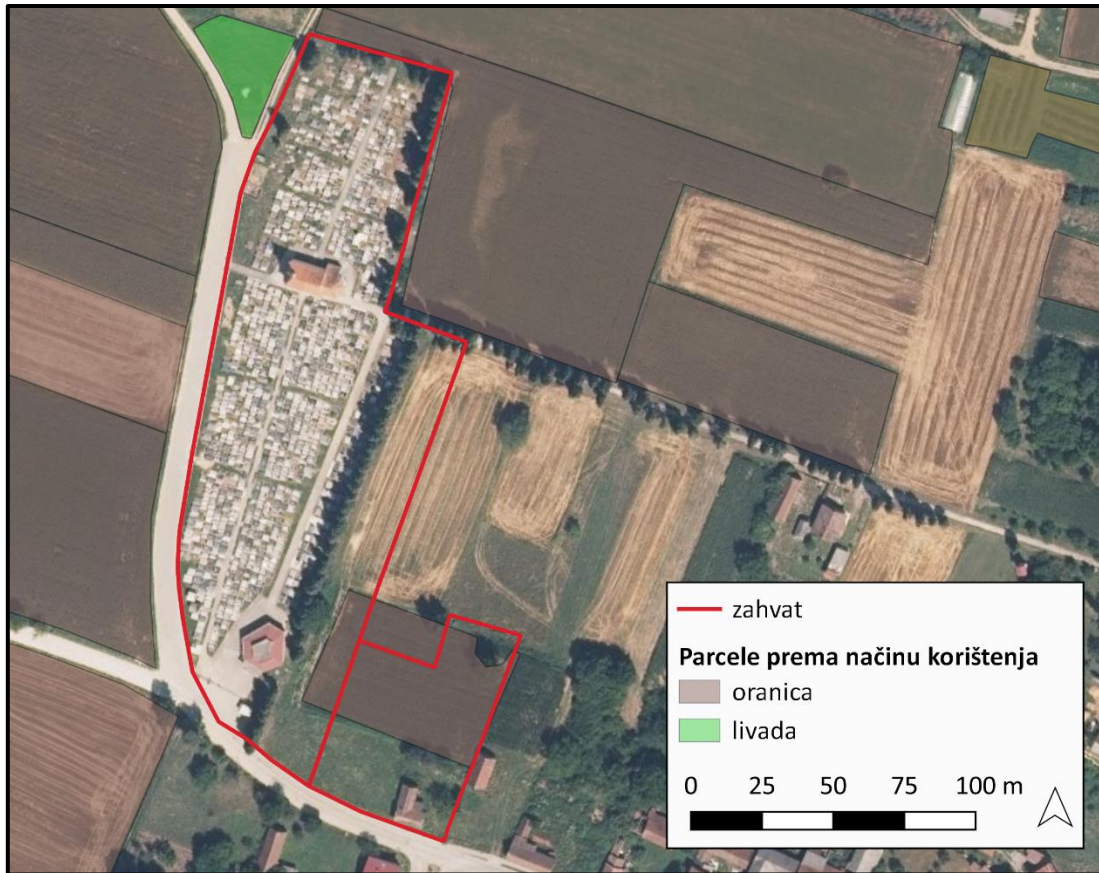 zahvat
Parcele prema načinu korištenja
oranica
livada
0 25 50 75 100 m